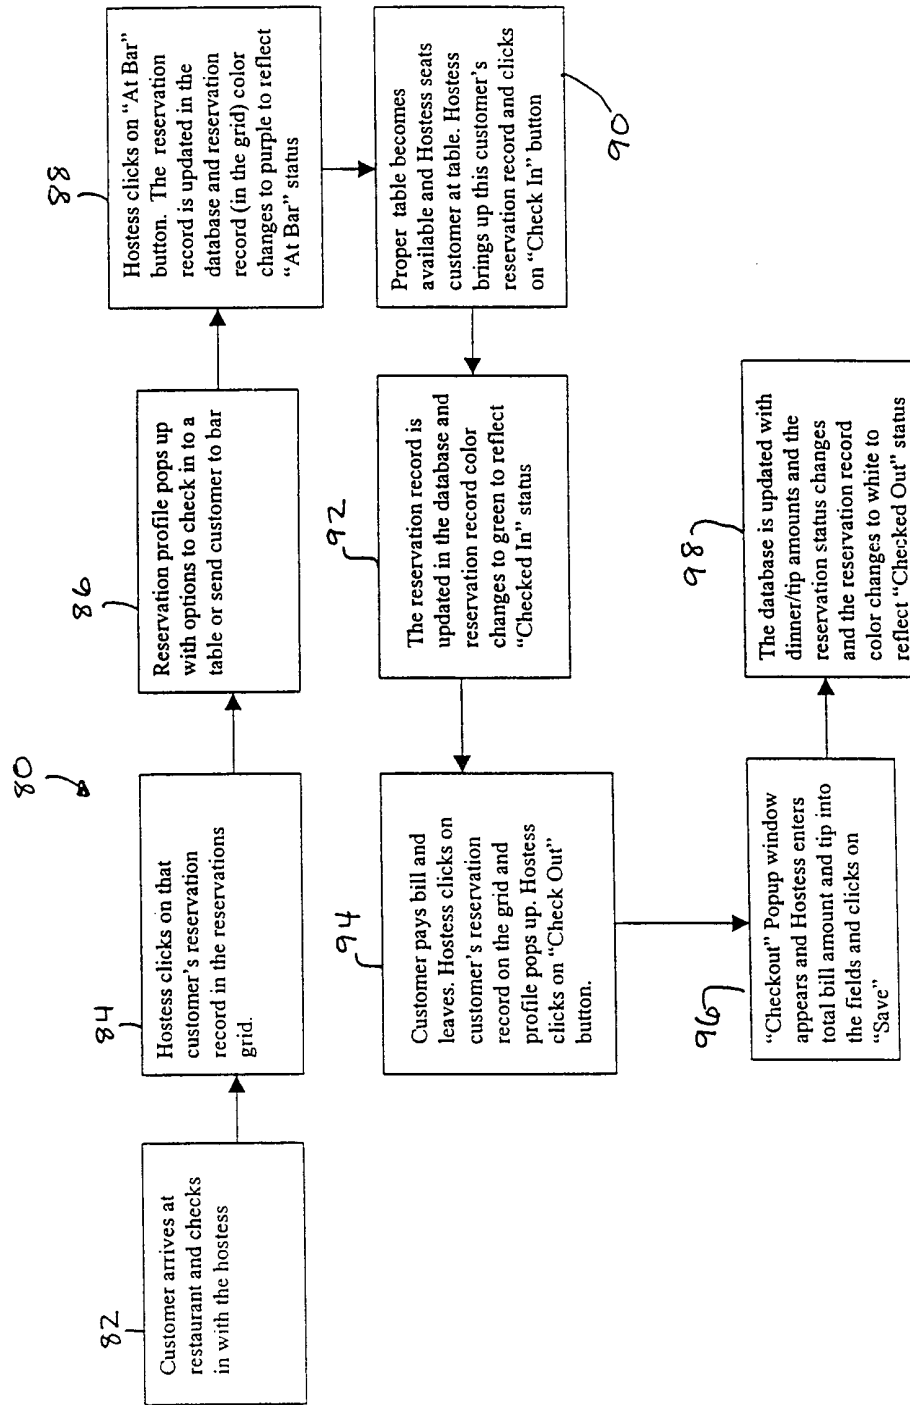 80
82
Customer arrives at
restaurant and checks
in with the hostess
84
Hostess clicks on that
customer's reservation
record in the reservations
grid.
86
Reservation profile pops up
with options to check in to a
table or send customer to bar
88
Hostess clicks on “At Bar”
button.  The reservation
record is updated in the
database and reservation
record (in the grid) color
changes to purple to reflect
“At Bar” status
90
Proper table becomes
available and Hostess seats
customer at table. Hostess
brings up this customer's
reservation record and clicks
on “Check In” button
92
The reservation record is
updated in the database and
reservation record color
changes to green to reflect
“Checked In” status
94
Customer pays bill and
leaves. Hostess clicks on
customer's reservation
record on the grid and
profile pops up. Hostess
clicks on “Check Out”
button.
96
“Checkout” Popup window
appears and Hostess enters
total bill amount and tip into
the fields and clicks on
“Save”
98
The database is updated with
dinner/tip amounts and the
reservation status changes
and the reservation record
color changes to white to
reflect “Checked Out” status